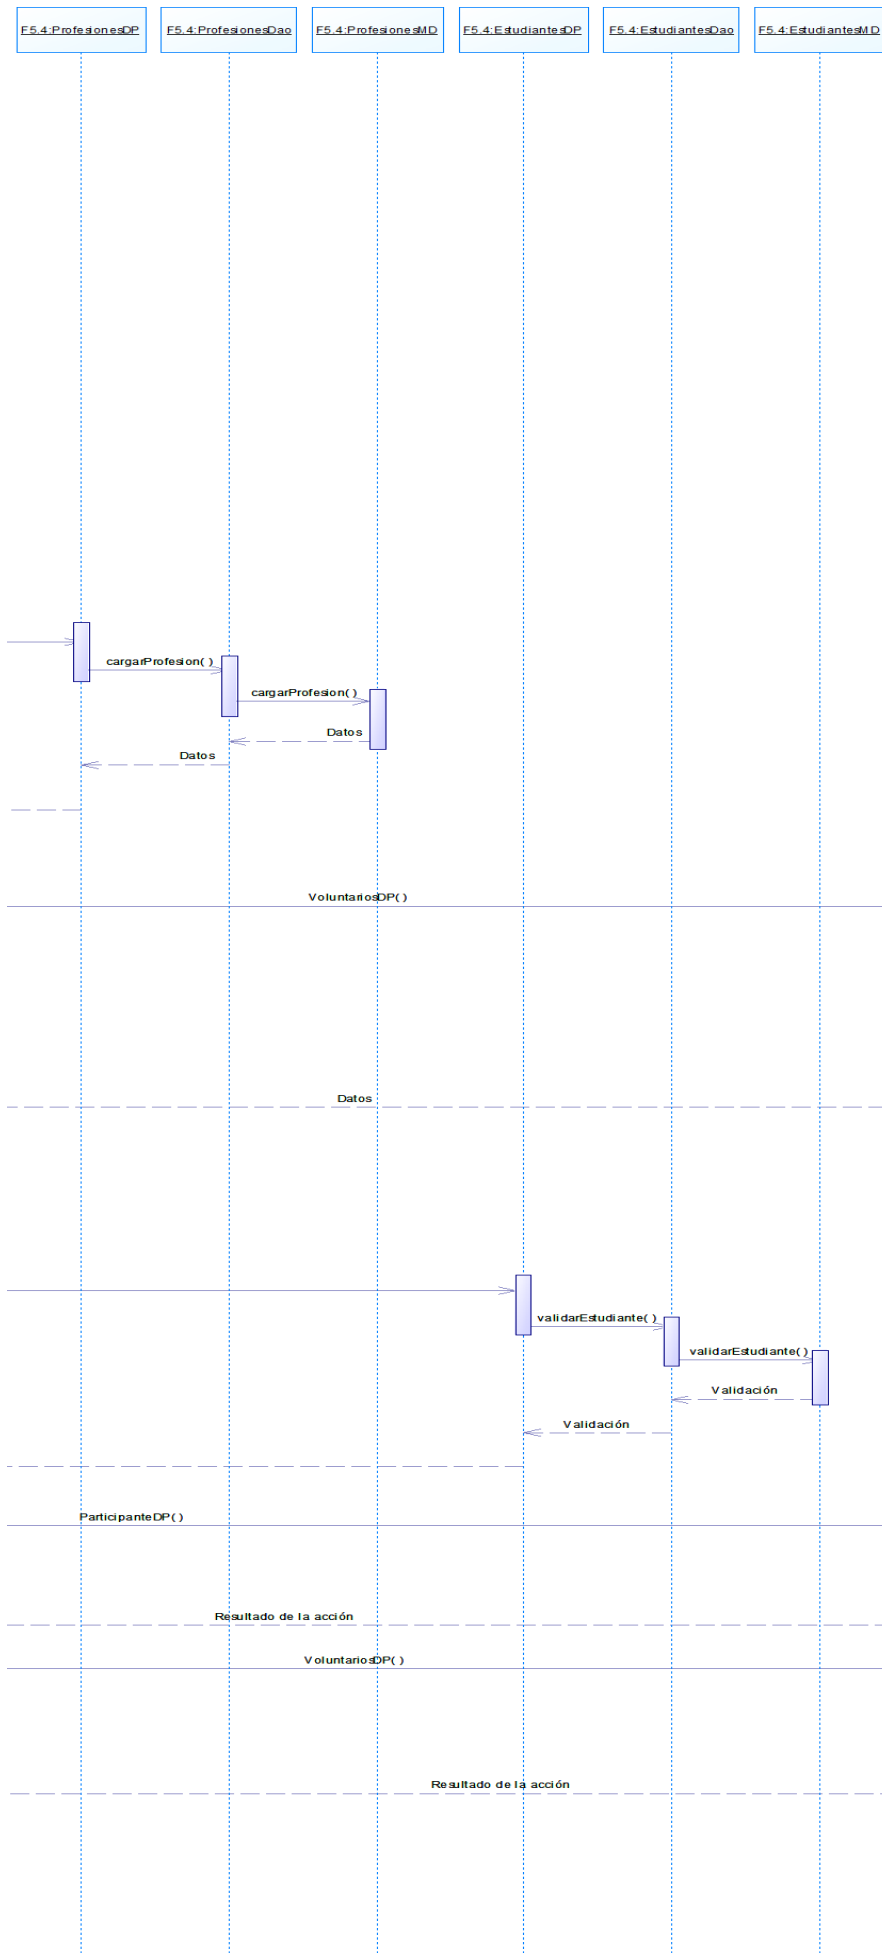 F5.4:ProfesionesDP
F5.4:ProfesionesDao
F5.4:ProfesionesMD
F5.4:EstudiantesDP
F5.4:EstudiantesDao
F5.4:EstudiantesMD
cargarProfesion( )
cargarProfesion( )
Datos
Datos
VoluntariosDP( )
Datos
validarEstudiante( )
validarEstudiante( )
Validación
Validación
ParticipanteDP( )
Resultado de la acción
VoluntariosDP( )
Resultado de la acción